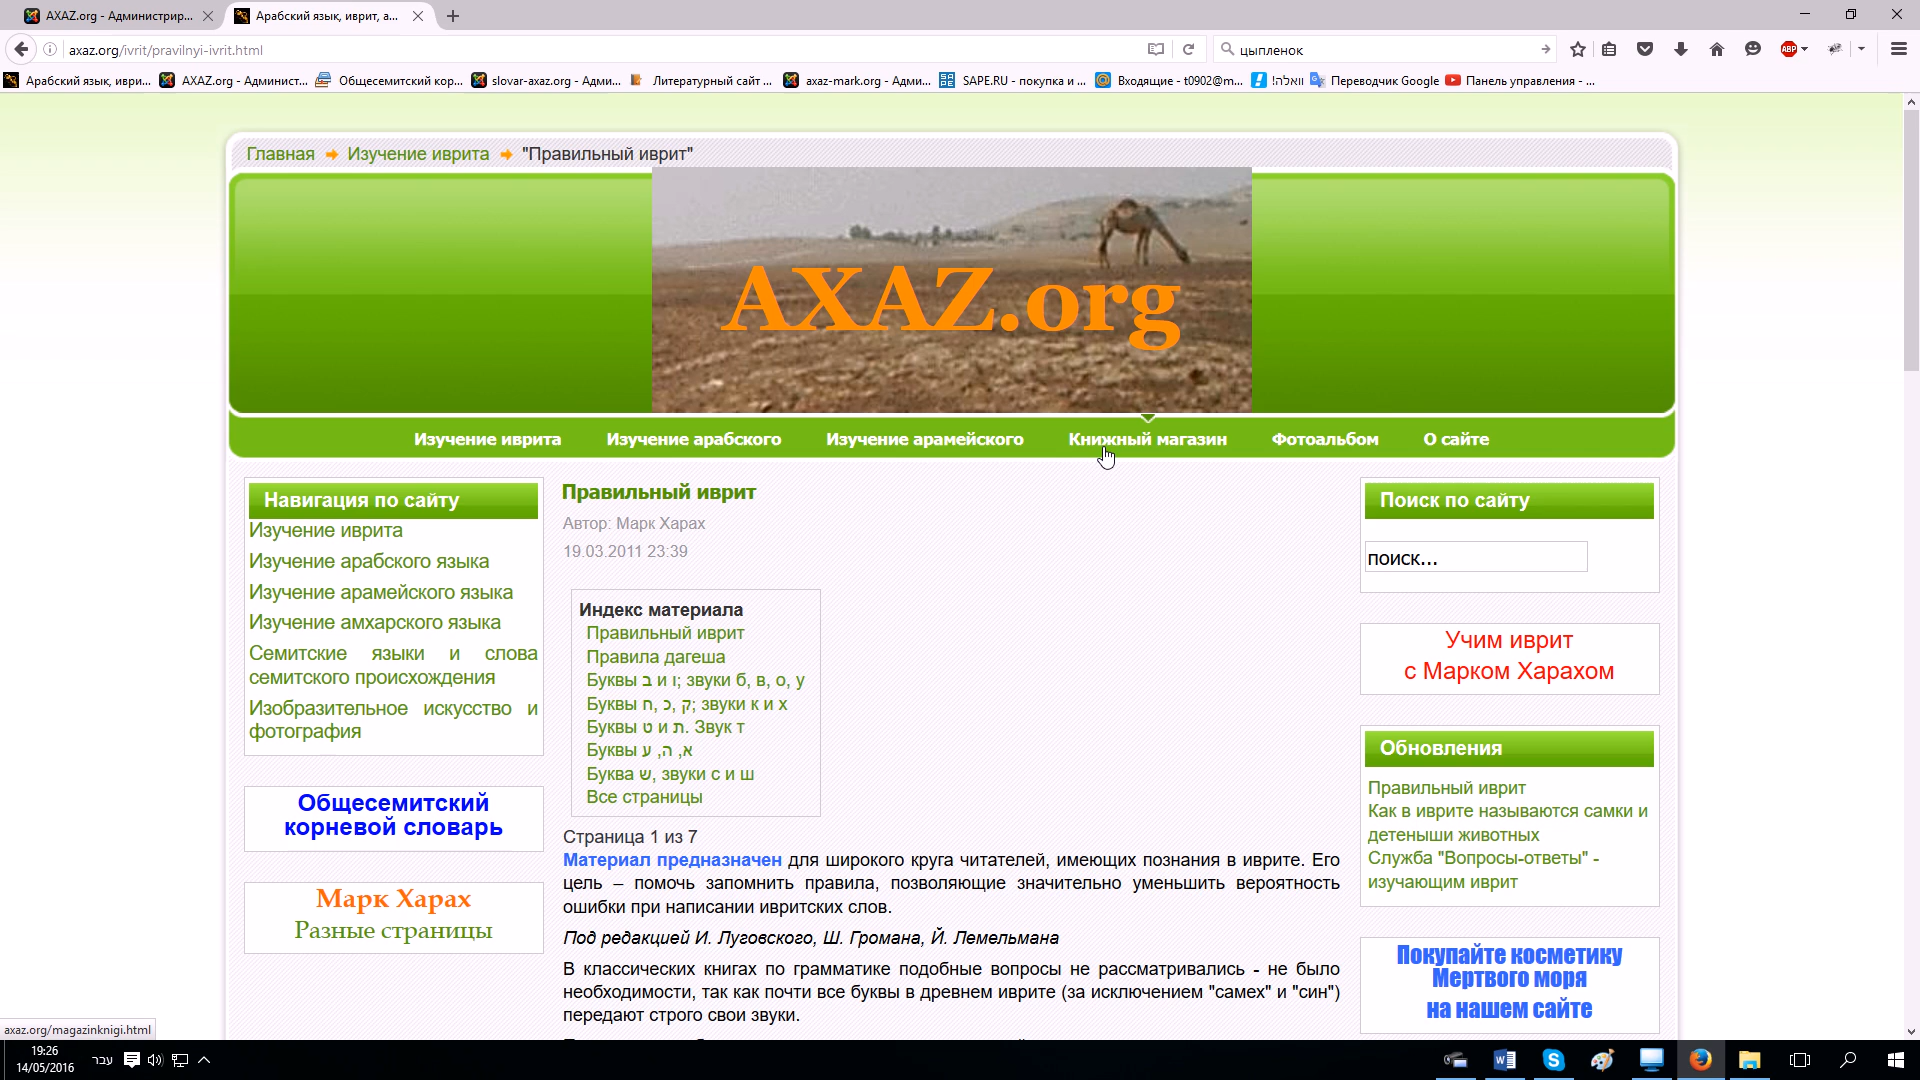 AXAZ.org - Администрир...
Арабский язык, иврит, а...
axaz.org/ivrit/pravilnyi-ivrit.html
цыпленок
ABP
Арабский язык, иври...
AXAZ.org - Админист...
Общесемитский кор...
slovar-axaz.org - Адми...
Литературный сайт ...
axaz-mark.org - Адми...
SAPE.RU - покупка и ...
Входящие - t0902@m...
וואלה!
Переводчик Google
Панель управления - ...
Главная
Изучение иврита
"Правильный иврит"
AXAZ.org
Изучение иврита
Изучение арабского
Изучение арамейского
Книжный магазин
Фотоальбом
О сайте
Навигация по сайту
Изучение иврита
Изучение арабского языка
Изучение арамейского языка
Изучение амхарского языка
Семитские языки и слова
семитского происхождения
Изобразительное искусство и
фотография
Общесемитский
корневой словарь
Марк Харах
Разные страницы
Правильный иврит
Автор: Марк Харах
19.03.2011 23:39
Индекс материала
Правильный иврит
Правила дагеша
Буквы ב и ו; звуки б, в, о, у
Буквы ח, כ, ק; звуки к и х
Буквы ט и ת. Звук т
Буквы א, ה, ע
Буква ש, звуки с и ш
Все страницы
Страница 1 из 7
Материал предназначен для широкого круга читателей, имеющих познания в иврите. Его
цель – помочь запомнить правила, позволяющие значительно уменьшить вероятность
ошибки при написании ивритских слов.
Под редакцией И. Луговского, Ш. Громана, Й. Лемельмана
В классических книгах по грамматике подобные вопросы не рассматривались - не было
необходимости, так как почти все буквы в древнем иврите (за исключением "самех" и "син")
передают строго свои звуки.
Поиск по сайту
поиск...
Учим иврит
с Марком Харахом
Обновления
Правильный иврит
Как в иврите называются самки и
детеныши животных
Служба "Вопросы-ответы" -
изучающим иврит
Покупайте косметику
Мертвого моря
на нашем сайте
axaz.org/magazinknigi.html
19:26
14/05/2016
עבר